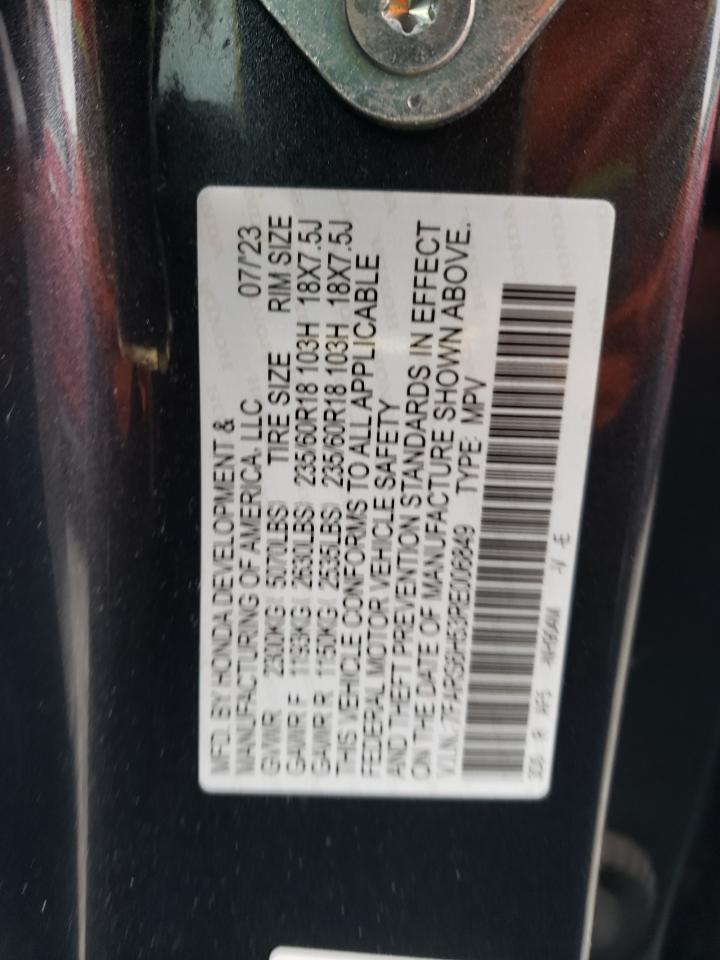 MFD. BY HONDA DEVELOPMENT &
MANUFACTURING OF AMERICA, LLC 07/'23
GVWR 2300KG( 5070LBS) TIRE SIZE RIM SIZE
GAWR F 1193KG( 2630LBS) 235/60R18 103H 18X7.5J
GAWR R 1150KG( 2535LBS) 235/60R18 103H 18X7.5J
THIS VEHICLE CONFORMS TO ALL APPLICABLE
FEDERAL MOTOR VEHICLE SAFETY
AND THEFT PREVENTION STANDARDS IN EFFECT
ON THE DATE OF MANUFACTURE SHOWN ABOVE.
V.I.N.: TYPE: MPV